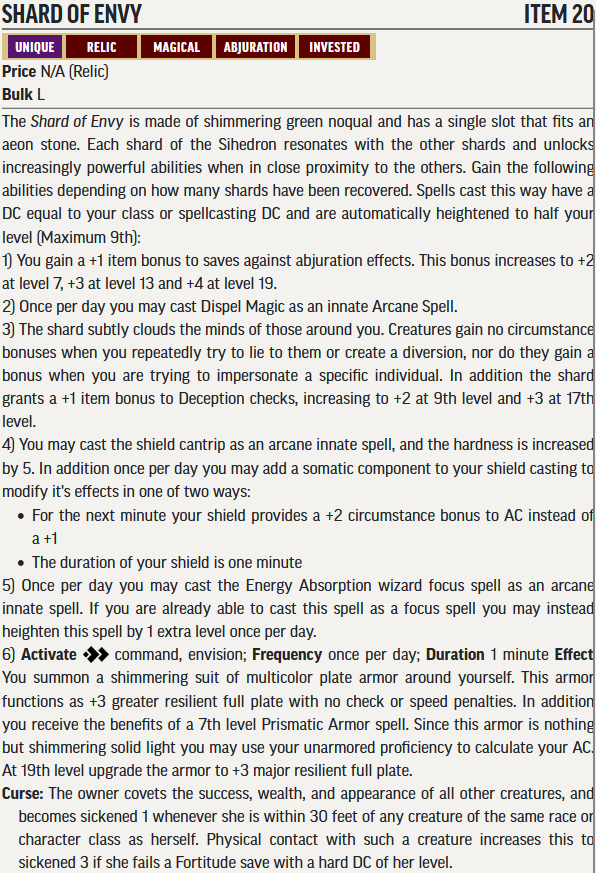 SHARD OF ENVY ITEM 20
UNIQUE RELIC MAGICAL ABJURATION INVESTED
Price N/A (Relic)
Bulk L
The Shard of Envy is made of shimmering green noqual and has a single slot that fits an
aeon stone. Each shard of the Sihedron resonates with the other shards and unlocks
increasingly powerful abilities when in close proximity to the others. Gain the following
abilities depending on how many shards have been recovered. Spells cast this way have a
DC equal to your class or spellcasting DC and are automatically heightened to half your
level (Maximum 9th):
1) You gain a +1 item bonus to saves against abjuration effects. This bonus increases to +2
at level 7, +3 at level 13 and +4 at level 19.
2) Once per day you may cast Dispel Magic as an innate Arcane Spell.
3) The shard subtly clouds the minds of those around you. Creatures gain no circumstance
bonuses when you repeatedly try to lie to them or create a diversion, nor do they gain a
bonus when you are trying to impersonate a specific individual. In addition the shard
grants a +1 item bonus to Deception checks, increasing to +2 at 9th level and +3 at 17th
level.
4) You may cast the shield cantrip as an arcane innate spell, and the hardness is increased
by 5. In addition once per day you may add a somatic component to your shield casting to
modify it's effects in one of two ways:
• For the next minute your shield provides a +2 circumstance bonus to AC instead of
a +1
• The duration of your shield is one minute
5) Once per day you may cast the Energy Absorption wizard focus spell as an arcane
innate spell. If you are already able to cast this spell as a focus spell you may instead
heighten this spell by 1 extra level once per day.
6) Activate command, envision; Frequency once per day; Duration 1 minute Effect
You summon a shimmering suit of multicolor plate armor around yourself. This armor
functions as +3 greater resilient full plate with no check or speed penalties. In addition
you receive the benefits of a 7th level Prismatic Armor spell. Since this armor is nothing
but shimmering solid light you may use your unarmored proficiency to calculate your AC.
At 19th level upgrade the armor to +3 major resilient full plate.
Curse: The owner covets the success, wealth, and appearance of all other creatures, and
becomes sickened 1 whenever she is within 30 feet of any creature of the same race or
character class as herself. Physical contact with such a creature increases this to
sickened 3 if she fails a Fortitude save with a hard DC of her level.